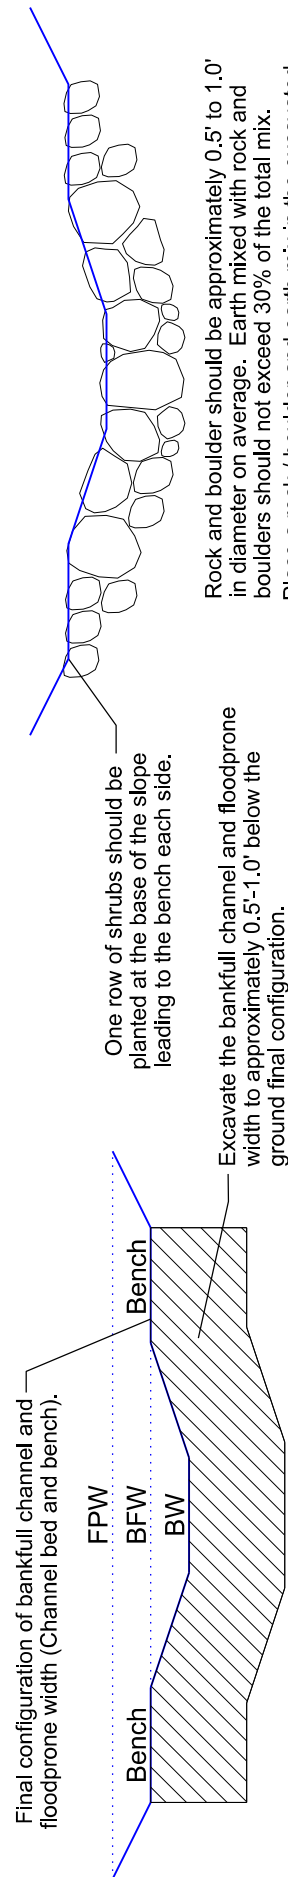 Final configuration of bankfull channel and
floodprone width (Channel bed and bench).
FPW
BFW
BW
Bench
Bench
Excavate the bankfull channel and floodprone
width to approximately 0.5'-1.0' below the
ground final configuration.
One row of shrubs should be
planted at the base of the slope
leading to the bench each side.
Rock and boulder should be approximately 0.5' to 1.0'
in diameter on average. Earth mixed with rock and
boulders should not exceed 30% of the total mix.